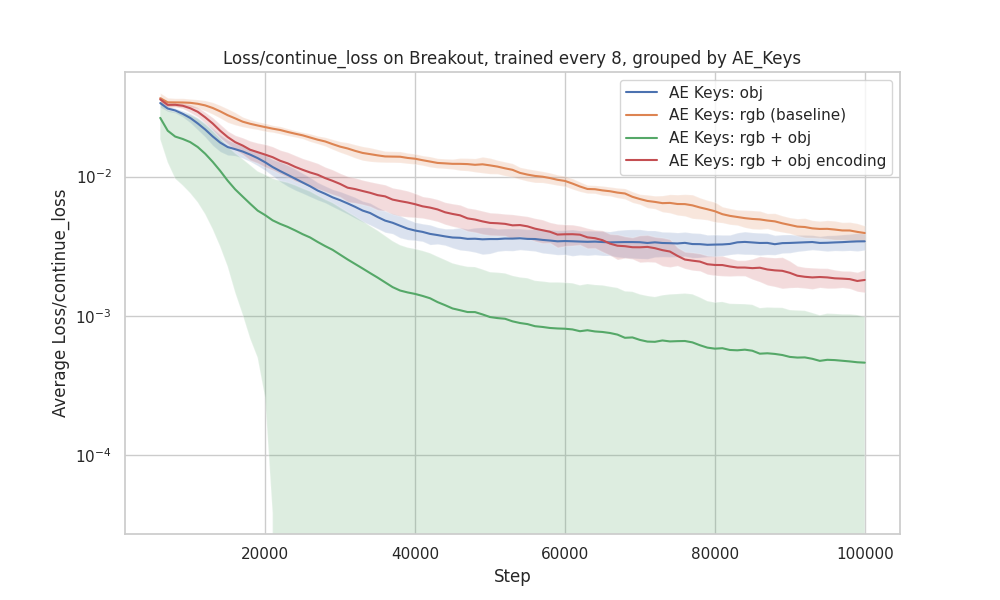 Loss/continue_loss on Breakout, trained every 8, grouped by AE_Keys
AE Keys: obj
AE Keys: rgb (baseline)
AE Keys: rgb + obj
AE Keys: rgb + obj encoding
Average Loss/continue_loss
10⁻²
10⁻³
10⁻⁴
20000 40000 60000 80000 100000
Step